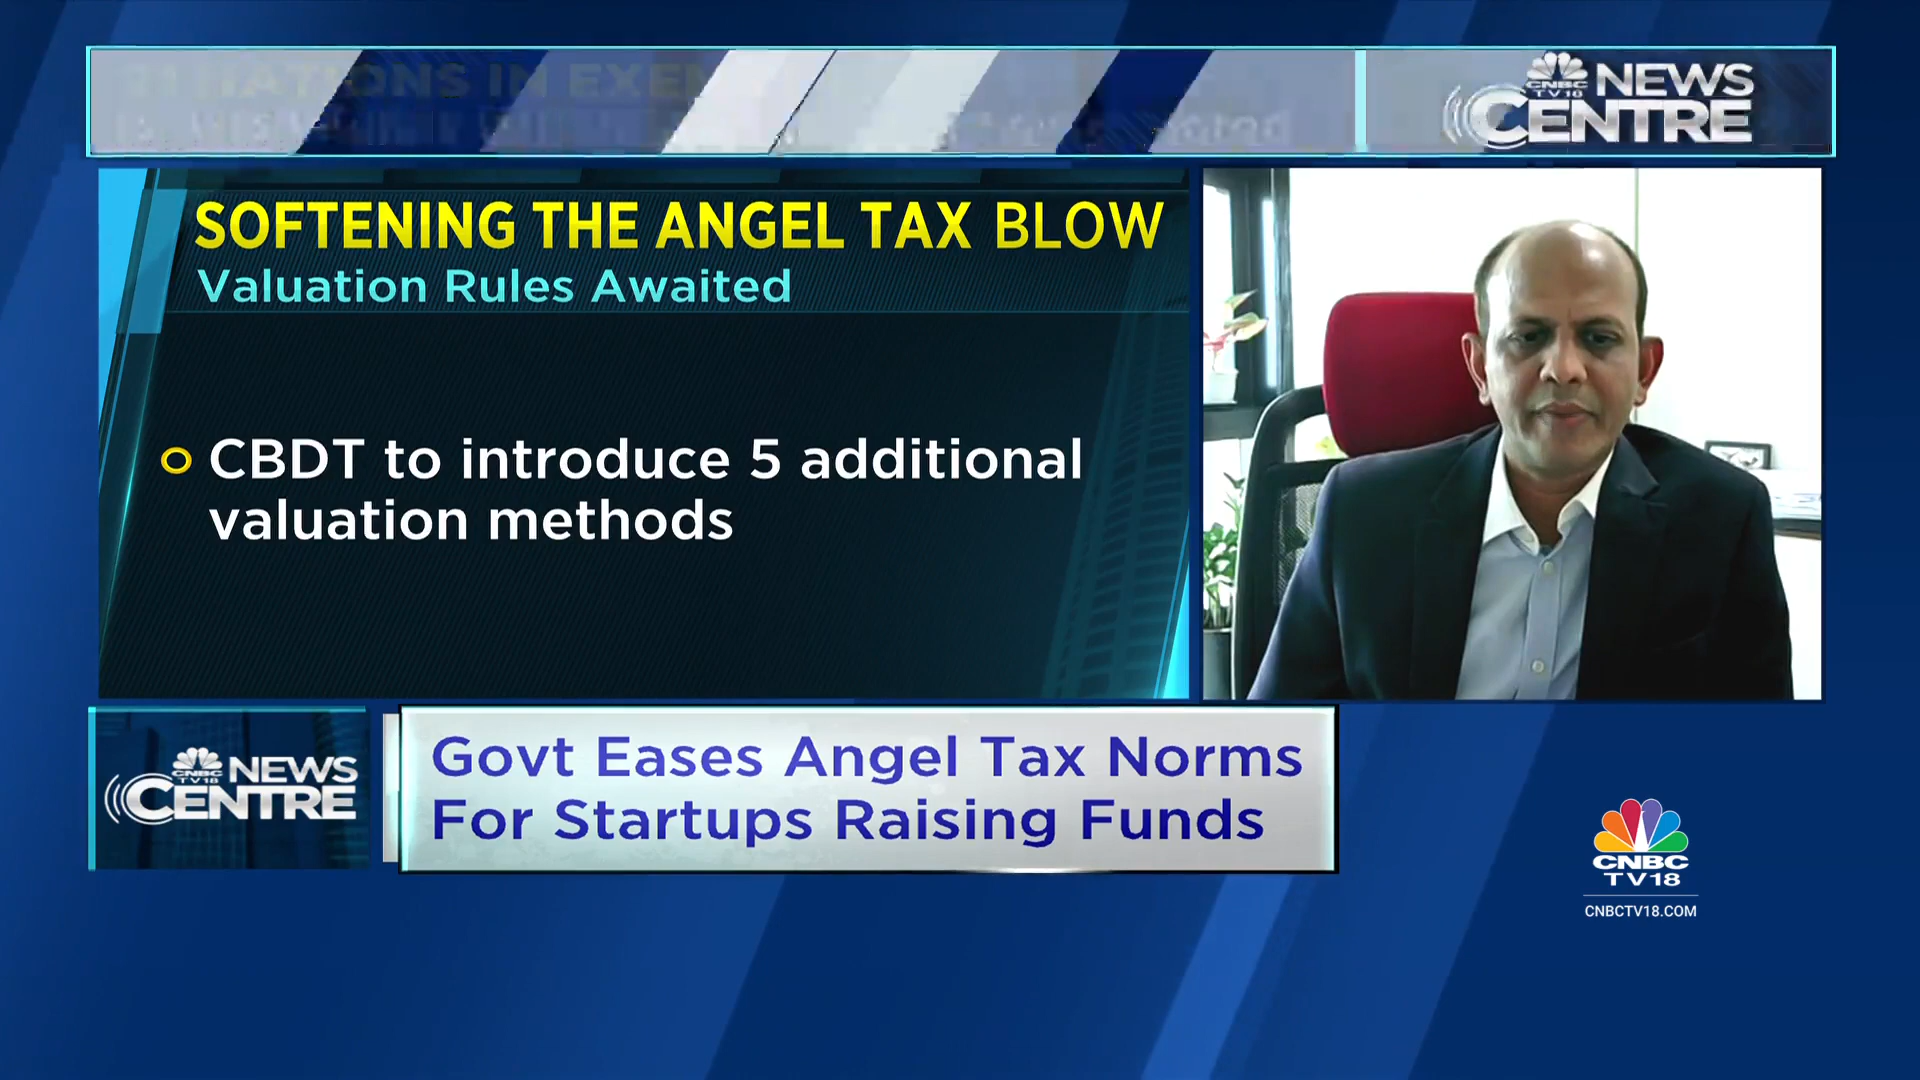 CNBC
TV18
NEWS
CENTRE
SOFTENING THE ANGEL TAX BLOW
Valuation Rules Awaited
CBDT to introduce 5 additional
valuation methods
CNBC
TV18
NEWS
CENTRE
Govt Eases Angel Tax Norms
For Startups Raising Funds
CNBC
TV18
CNBCTV18.COM